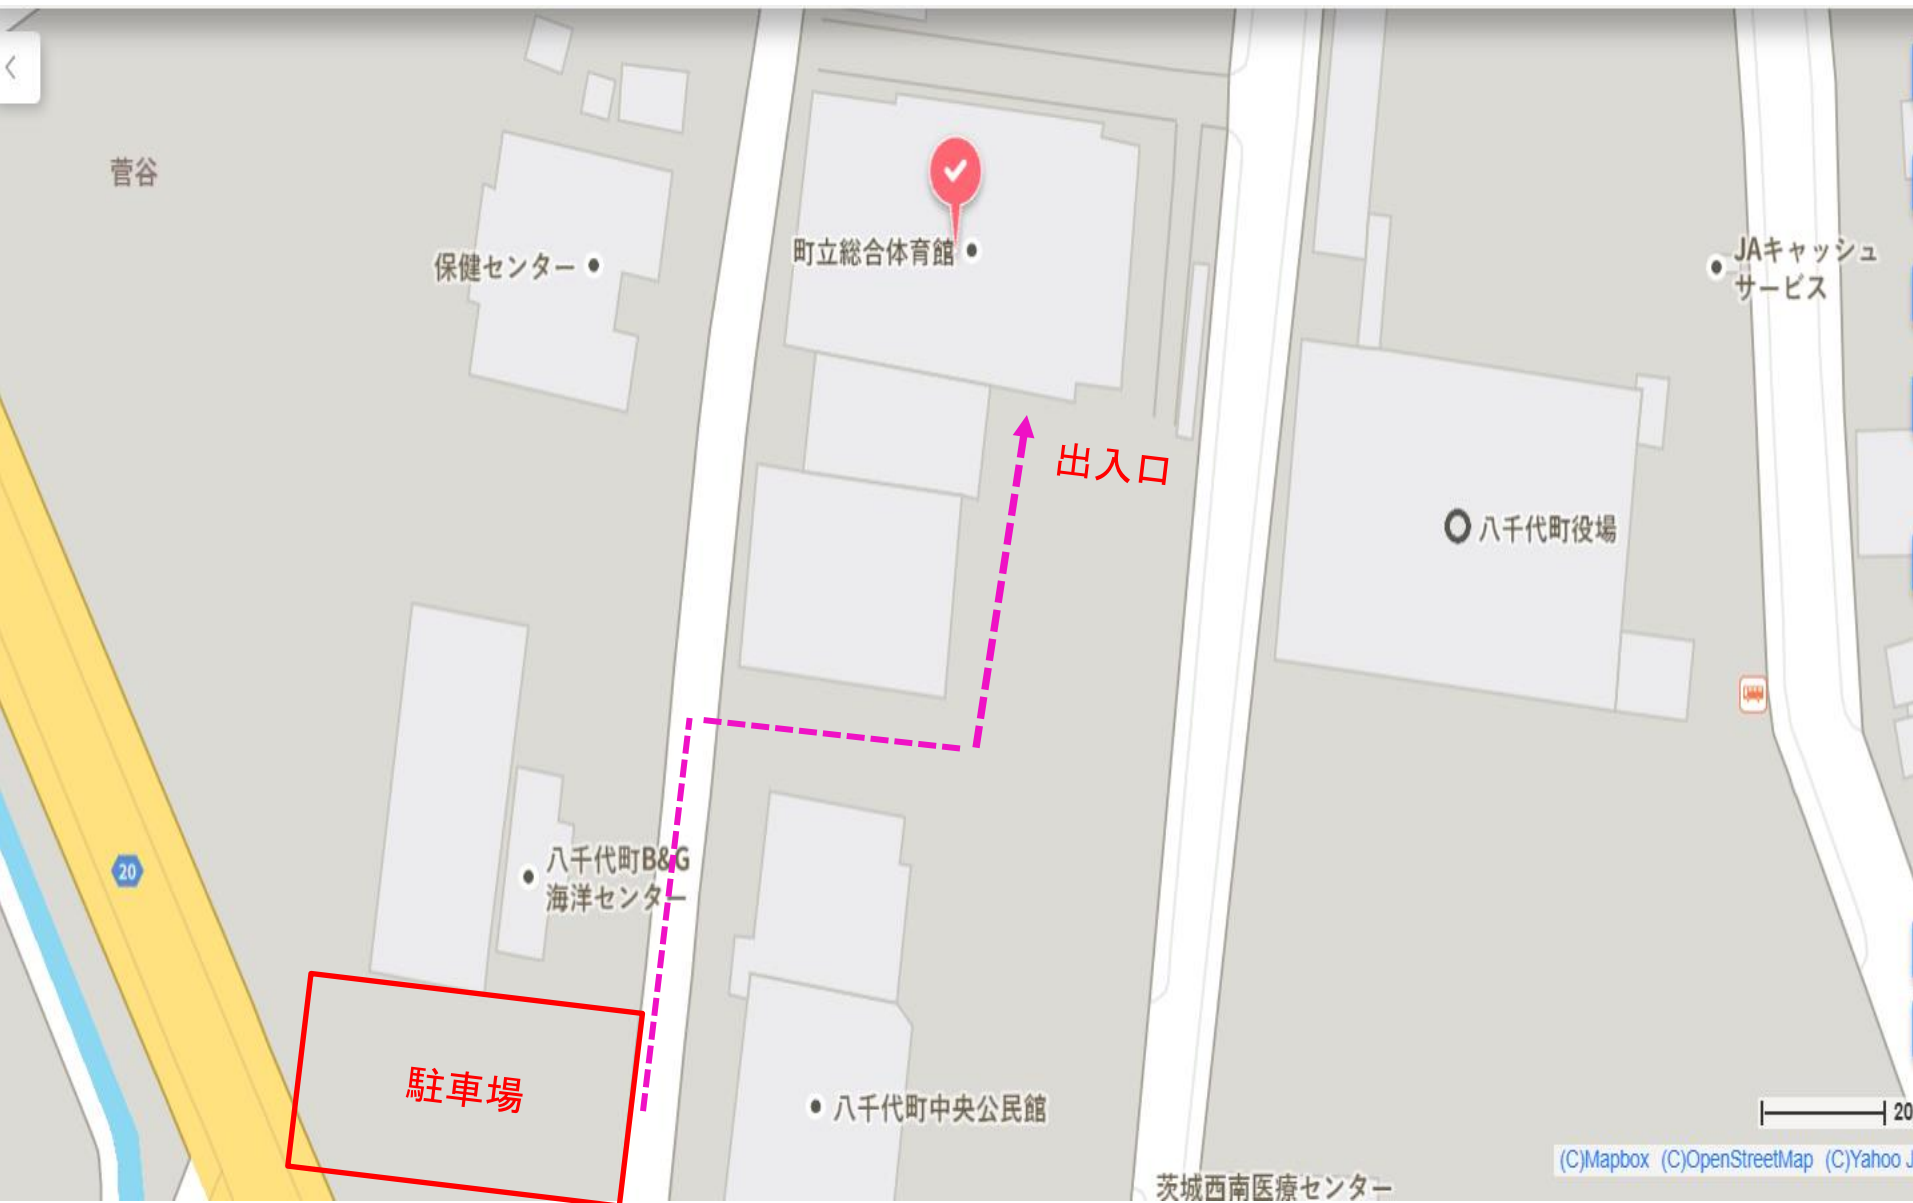 菅谷
保健センター
町立総合体育館
JAキャッシュ
サービス
出入口
八千代町役場
八千代町B&G
海洋センター
20
駐車場
八千代町中央公民館
20
(C)Mapbox (C)OpenStreetMap (C)Yahoo J
茨城西南医療センター